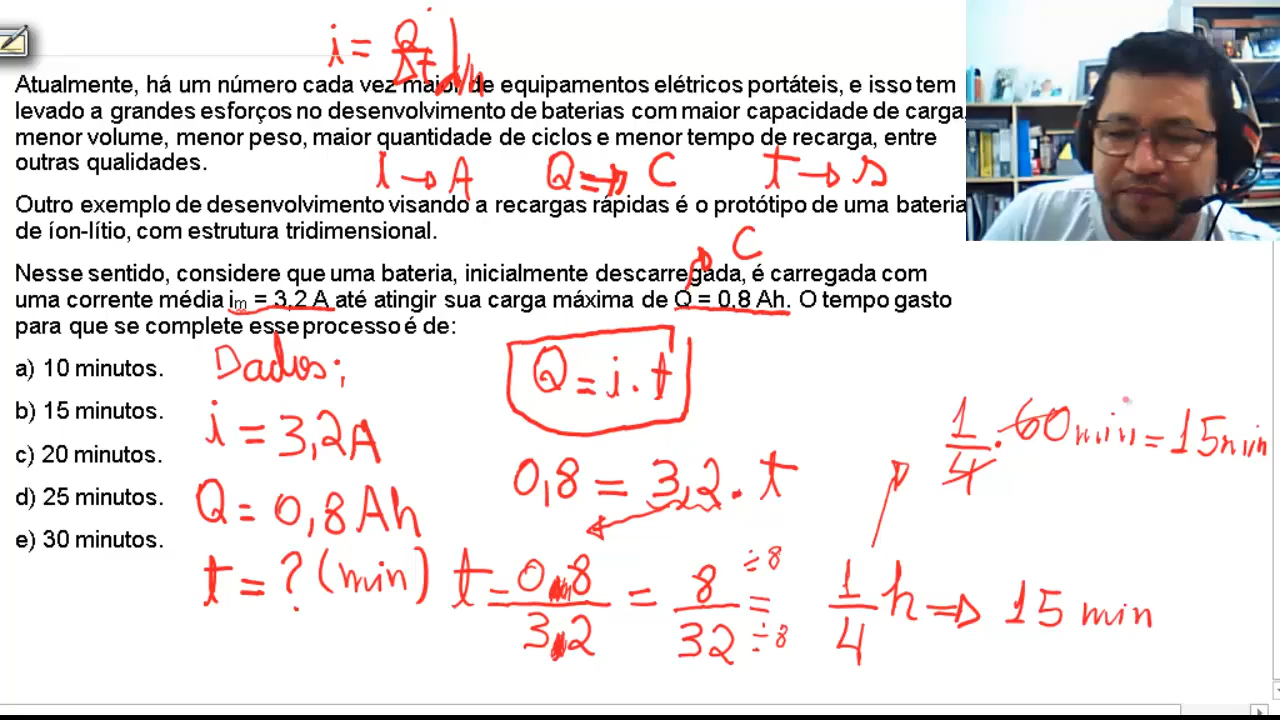 i = Q
Δt
Atualmente, há um número cada vez maior de equipamentos elétricos portáteis, e isso tem
levado a grandes esforços no desenvolvimento de baterias com maior capacidade de carga,
menor volume, menor peso, maior quantidade de ciclos e menor tempo de recarga, entre
outras qualidades.
i → A Q → C t → s
Outro exemplo de desenvolvimento visando a recargas rápidas é o protótipo de uma bateria
de íon-lítio, com estrutura tridimensional.
C
Nesse sentido, considere que uma bateria, inicialmente descarregada, é carregada com
uma corrente média im = 3,2 A até atingir sua carga máxima de Q = 0,8 Ah. O tempo gasto
para que se complete esse processo é de:
a) 10 minutos.
b) 15 minutos.
c) 20 minutos.
d) 25 minutos.
e) 30 minutos.
Dados:
i = 3,2A
Q = 0,8 Ah
t = ? (min)
Q = i . t
0,8 = 3,2 . t
t = 0,8 = 8 ÷8 = 1 h ⇒ 15 min
3,2 32 ÷8 4
1 . 60min = 15min
4